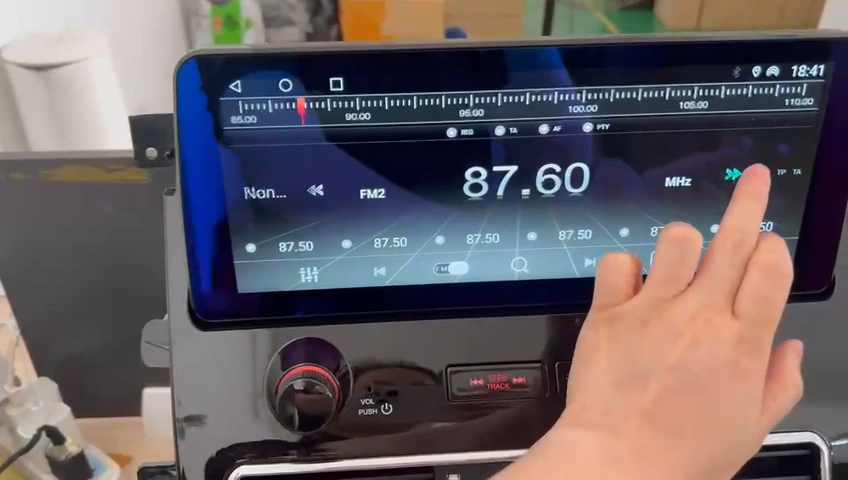 18:41
85.00 90.00 95.00 100.00 105.00 110.00
REG TA AF PTY
Non... FM2 87.60 MHz TP TA
87.50 87.50 87.50 87.50
FM
VOL
PUSH
SEEK
TRACK